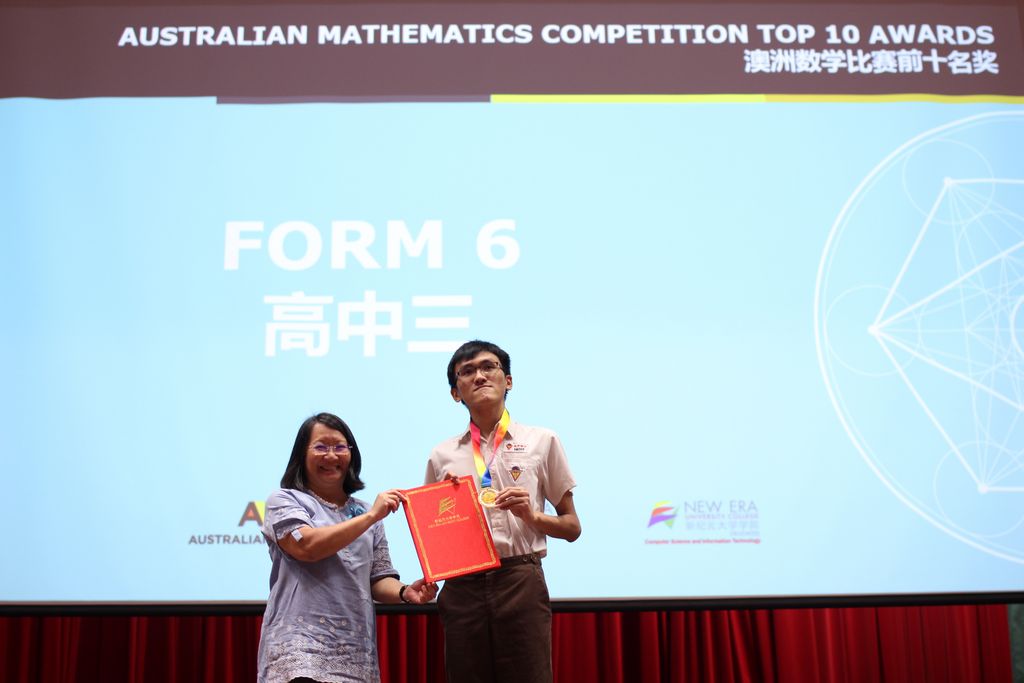 AUSTRALIAN MATHEMATICS COMPETITION TOP 10 AWARDS
澳洲数学比赛前十名奖
FORM 6
高中三
AUSTRALIAN
NEW ERA
UNIVERSITY COLLEGE
新纪元大学学院
Computer Science and Information Technology